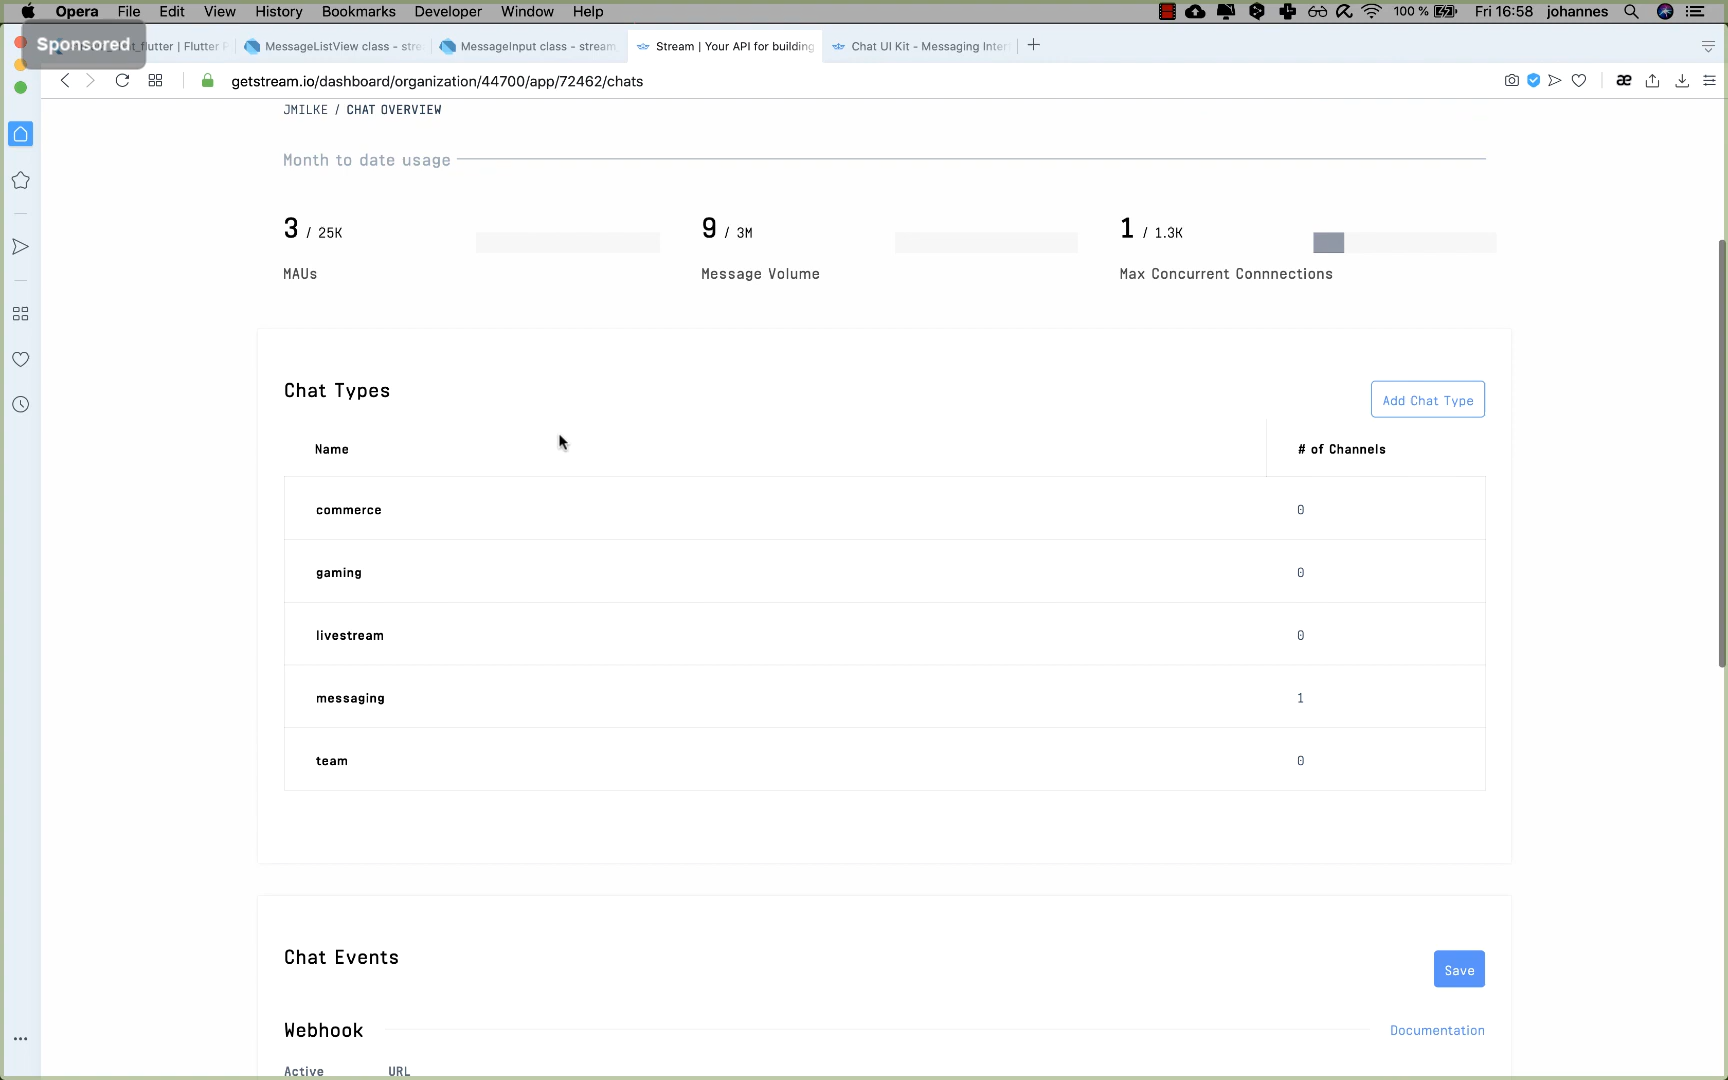 Opera File Edit View History Bookmarks Developer Window Help 100 % Fri 16:58 johannes
Sponsored
t_flutter | Flutter P
MessageListView class - stre
MessageInput class - stream_
Stream | Your API for building
Chat UI Kit - Messaging Inter
getstream.io/dashboard/organization/44700/app/72462/chats
JMILKE / CHAT OVERVIEW
Month to date usage
3 / 25K
MAUs
9 / 3M
Message Volume
1 / 1.3K
Max Concurrent Connnections
Chat Types
Add Chat Type
Name # of Channels
commerce 0
gaming 0
livestream 0
messaging 1
team 0
Chat Events
Save
Webhook
Documentation
Active URL